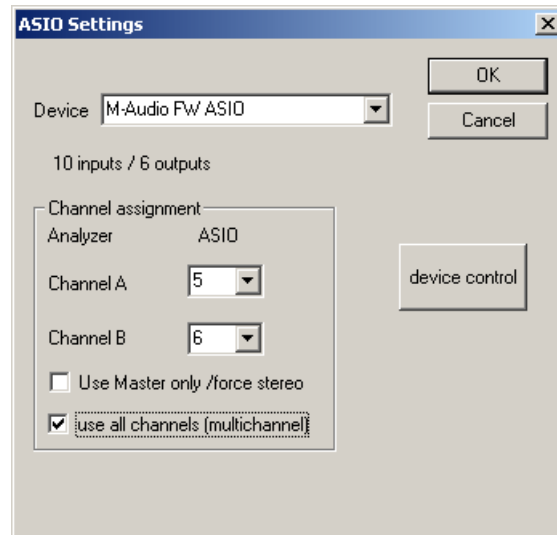 ASIO Settings
OK
Device M-Audio FW ASIO
Cancel
10 inputs / 6 outputs
Channel assignment
Analyzer ASIO
device control
Channel A 5
Channel B 6
Use Master only /force stereo
use all channels (multichannel)